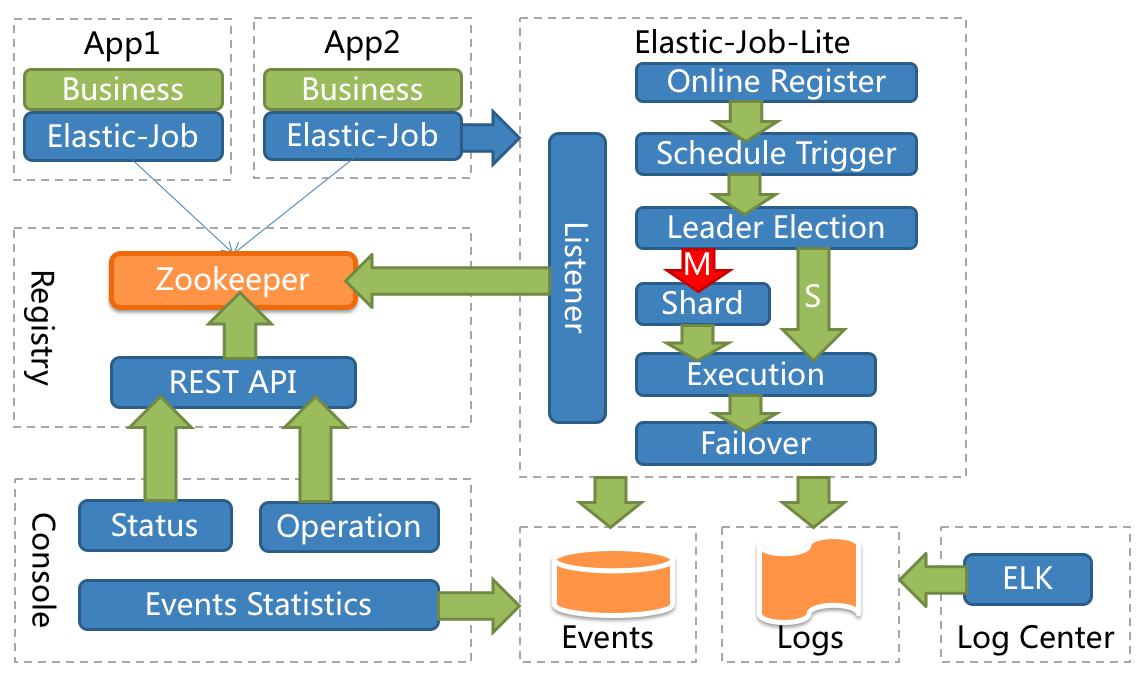 App1
Business
Elastic-Job
App2
Business
Elastic-Job
Elastic-Job-Lite
Online Register
Schedule Trigger
Leader Election
M
S
Shard
Execution
Failover
Listener
Registry
Zookeeper
REST API
Console
Status
Operation
Events Statistics
Events
Logs
ELK
Log Center